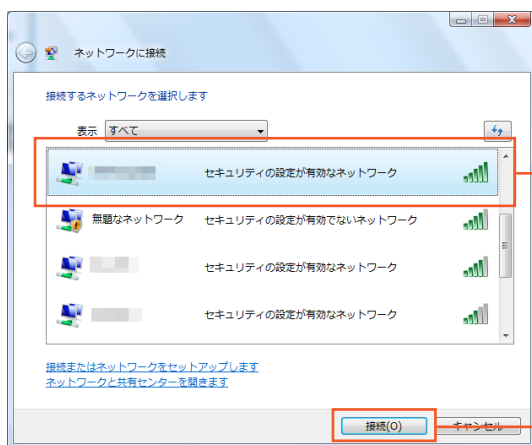 ネットワークに接続
接続するネットワークを選択します
表示 すべて
セキュリティの設定が有効なネットワーク
無題なネットワーク セキュリティの設定が有効でないネットワーク
セキュリティの設定が有効なネットワーク
セキュリティの設定が有効なネットワーク
接続またはネットワークをセットアップします
ネットワークと共有センターを開きます
接続(O) キャンセル